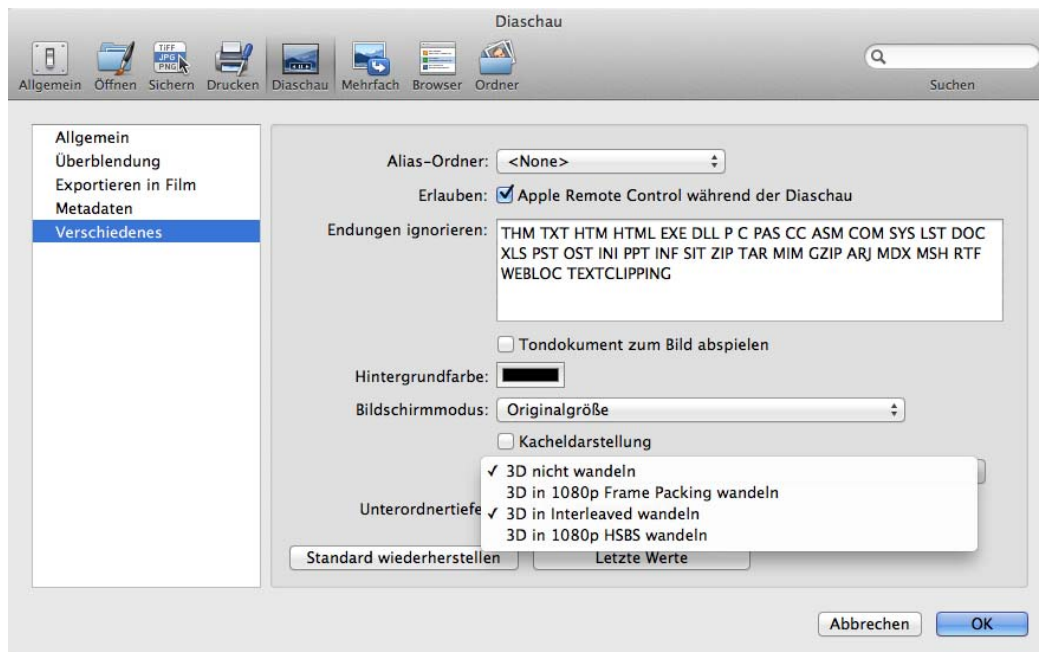 Diaschau
TIFF
JPG
PNG
Allgemein Öffnen Sichern Drucken Diaschau Mehrfach Browser Ordner
Suchen
Allgemein
Überblendung
Exportieren in Film
Metadaten
Verschiedenes
Alias-Ordner: <None>
Erlauben: Apple Remote Control während der Diaschau
Endungen ignorieren: THM TXT HTM HTML EXE DLL P C PAS CC ASM COM SYS LST DOC
XLS PST OST INI PPT INF SIT ZIP TAR MIM GZIP ARJ MDX MSH RTF
WEBLOC TEXTCLIPPING
Tondokument zum Bild abspielen
Hintergrundfarbe:
Bildschirmmodus: Originalgröße
Kacheldarstellung
3D nicht wandeln
3D in 1080p Frame Packing wandeln
Unterordnertiefe
3D in Interleaved wandeln
3D in 1080p HSBS wandeln
Standard wiederherstellen Letzte Werte
Abbrechen OK